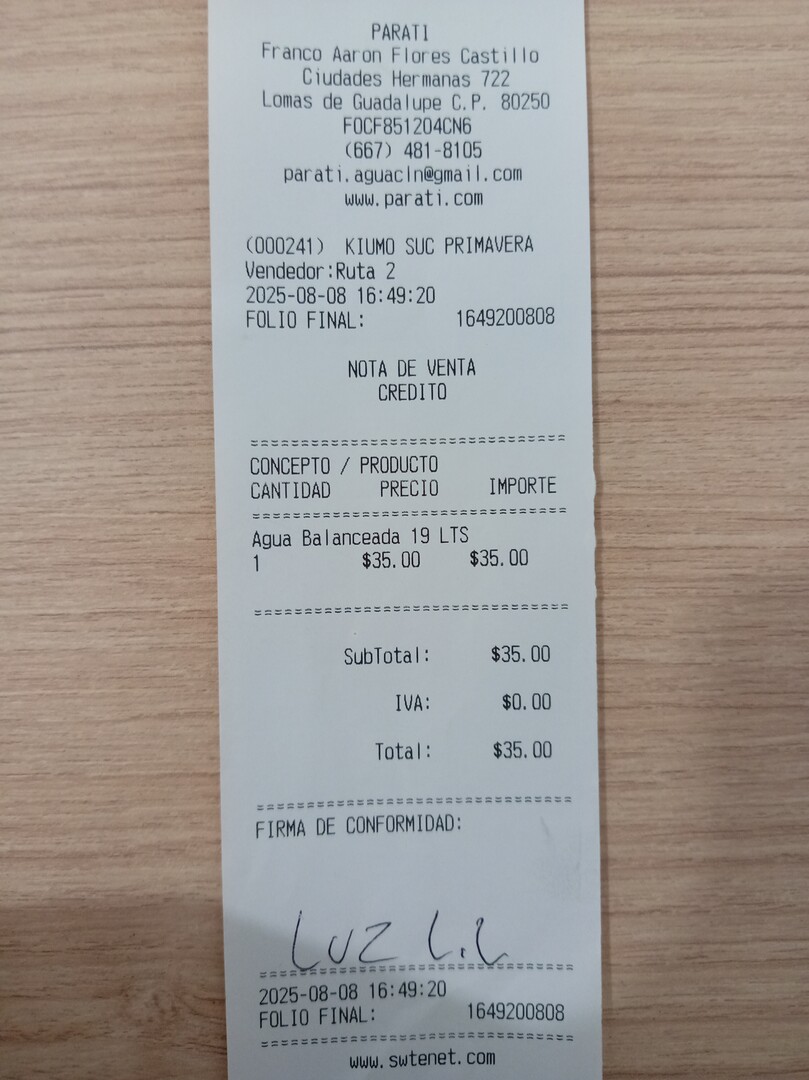 PARATI
Franco Aaron Flores Castillo
Ciudades Hermanas 722
Lomas de Guadalupe C.P. 80250
FOCF851204CN6
(667) 481-8105
parati.aguacln@gmail.com
www.parati.com
(000241) KIUMO SUC PRIMAVERA
Vendedor:Ruta 2
2025-08-08 16:49:20
FOLIO FINAL: 1649200808
NOTA DE VENTA
CREDITO
================================
CONCEPTO / PRODUCTO
CANTIDAD PRECIO IMPORTE
================================
Agua Balanceada 19 LTS
1 $35.00 $35.00
================================
SubTotal: $35.00
IVA: $0.00
Total: $35.00
================================
FIRMA DE CONFORMIDAD:
LUZ L.L
================================
2025-08-08 16:49:20
FOLIO FINAL: 1649200808
================================
www.swtenet.com